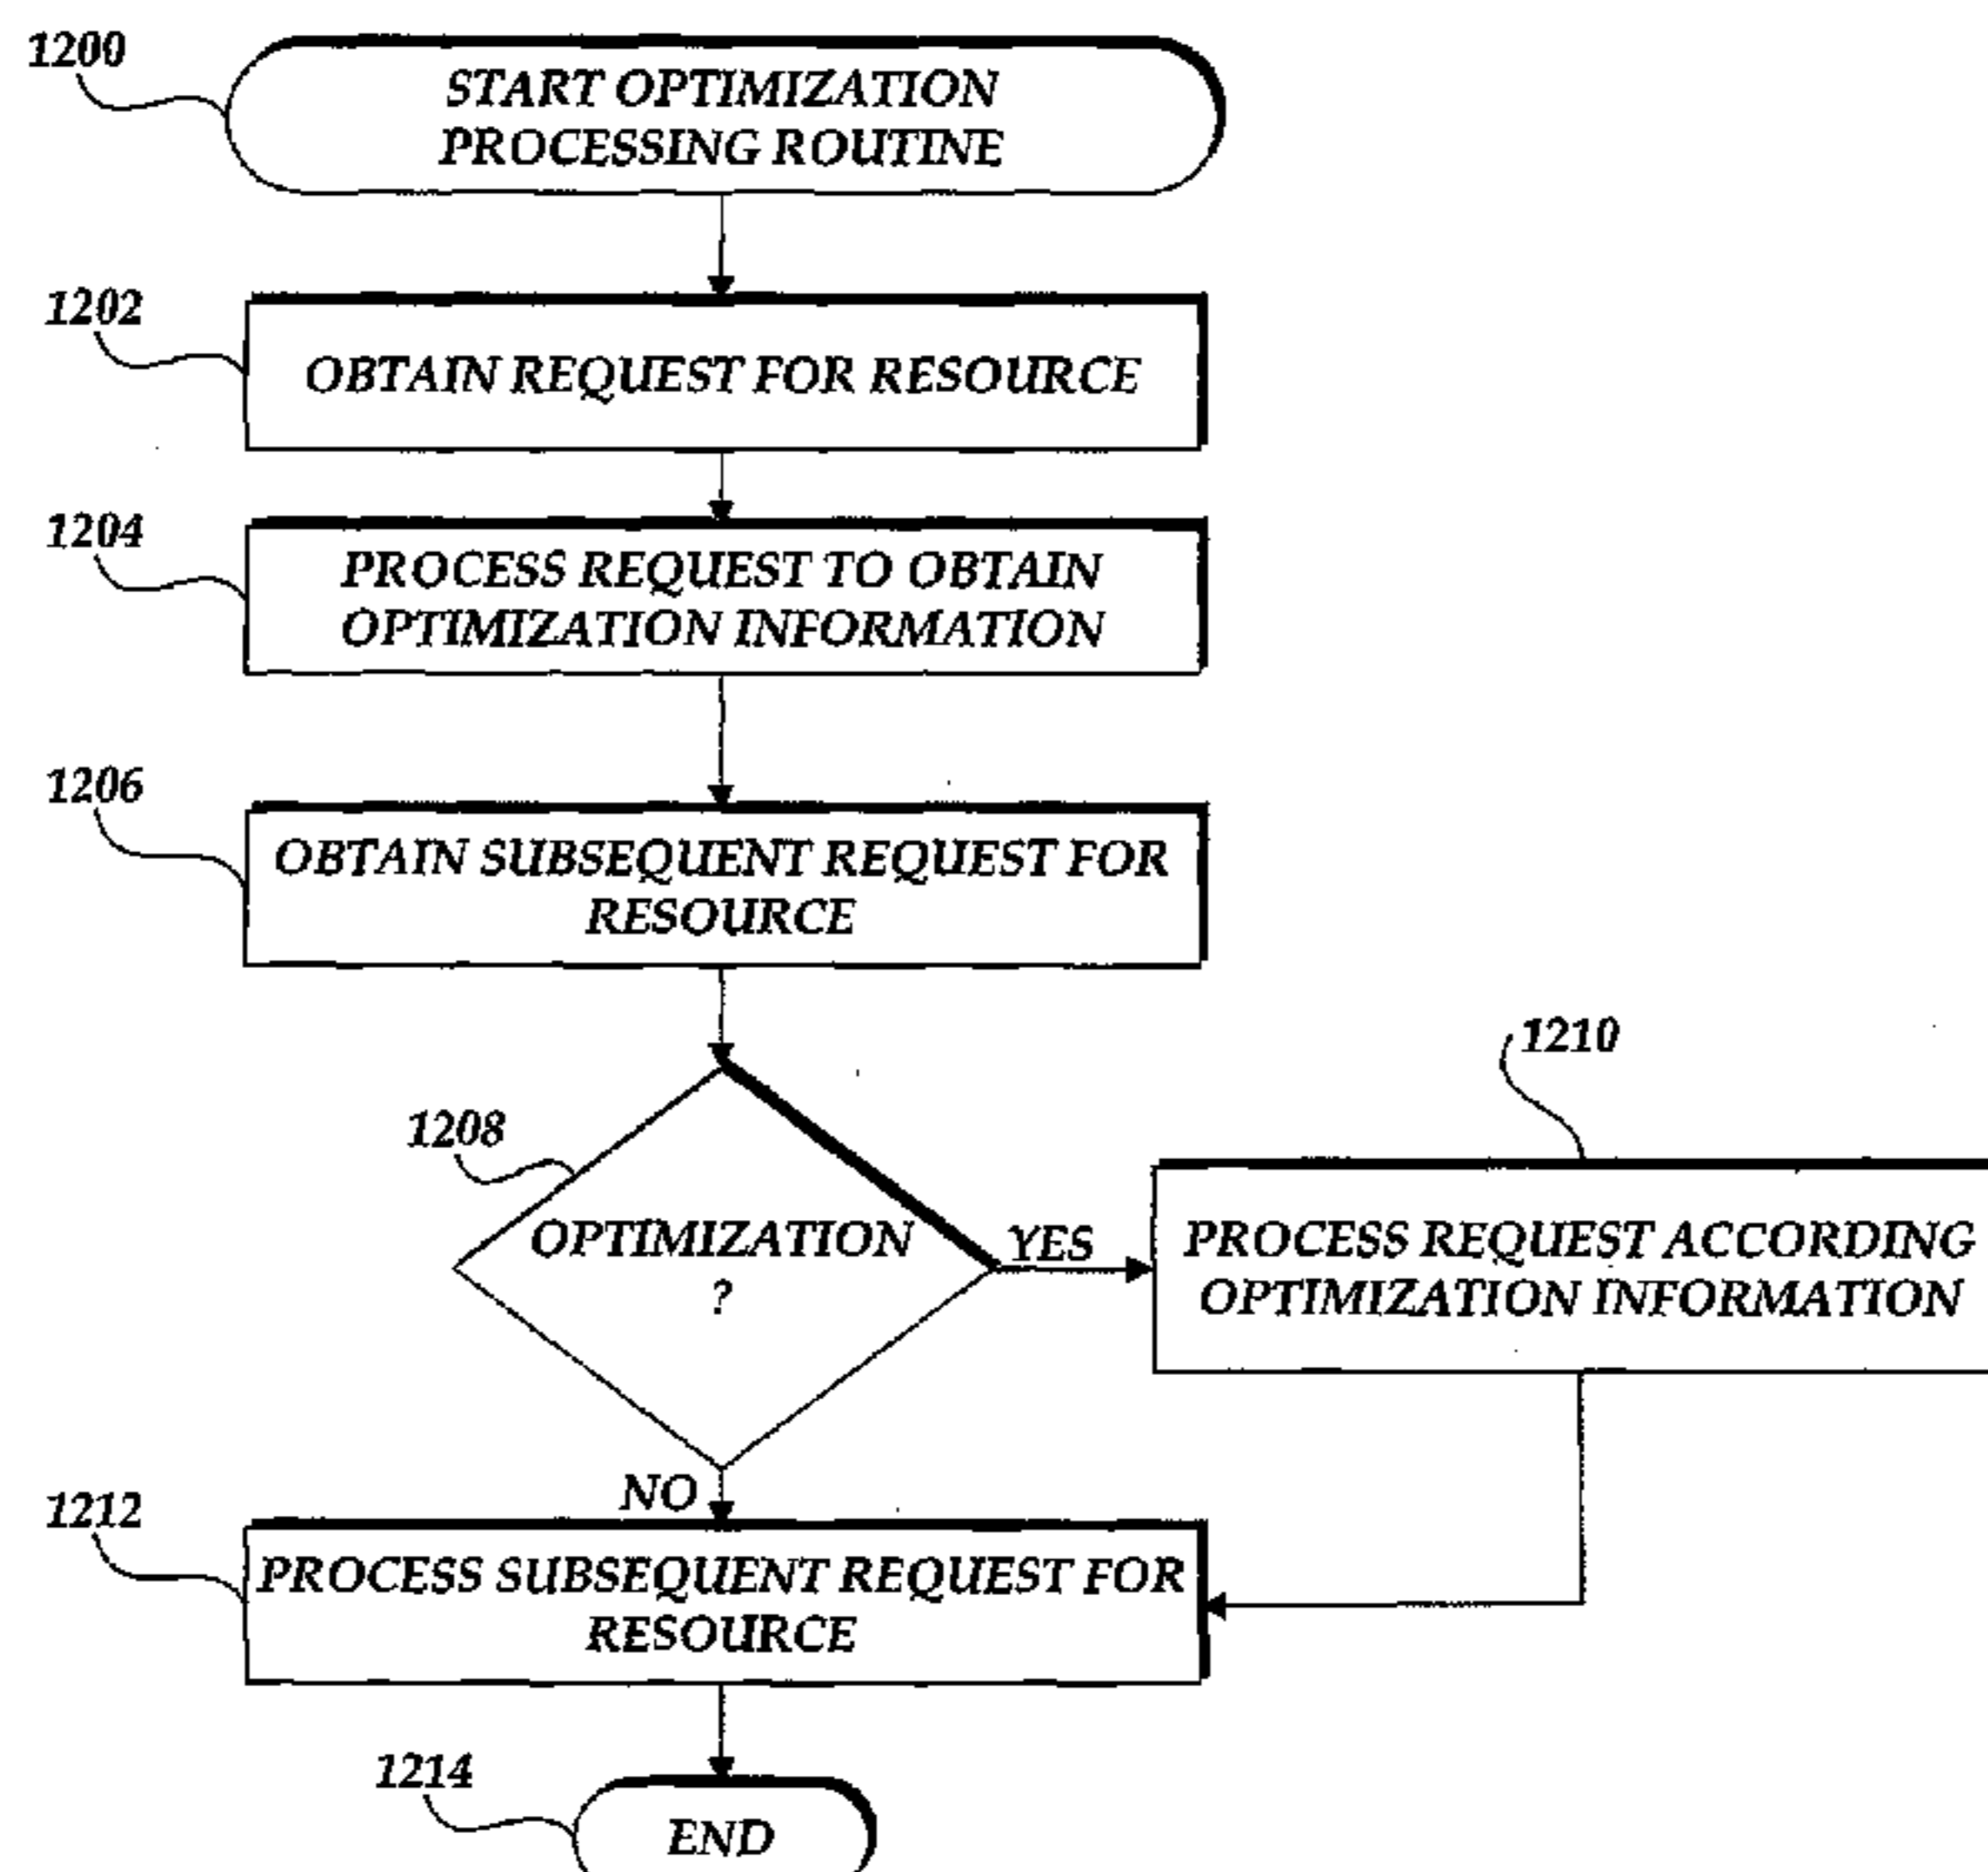 1200
START OPTIMIZATION
PROCESSING ROUTINE
1202
OBTAIN REQUEST FOR RESOURCE
1204
PROCESS REQUEST TO OBTAIN
OPTIMIZATION INFORMATION
1206
OBTAIN SUBSEQUENT REQUEST FOR
RESOURCE
1208
OPTIMIZATION
?
YES
1210
PROCESS REQUEST ACCORDING
OPTIMIZATION INFORMATION
NO
1212
PROCESS SUBSEQUENT REQUEST FOR
RESOURCE
1214
END